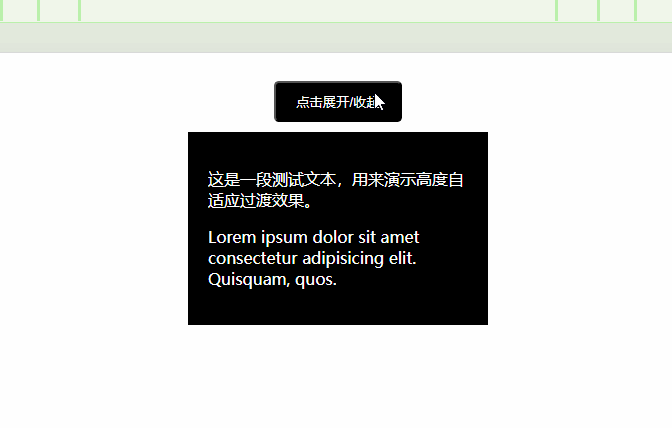 点击展开/收起
这是一段测试文本，用来演示高度自
适应过渡效果。
Lorem ipsum dolor sit amet
consectetur adipisicing elit.
Quisquam, quos.